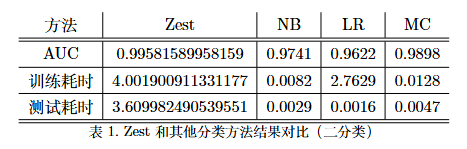 方法 Zest NB LR MC
AUC 0.99581589958159 0.9741 0.9622 0.9898
训练耗时 4.001900911331177 0.0082 2.7629 0.0128
测试耗时 3.609982490539551 0.0029 0.0016 0.0047
表 1. Zest 和其他分类方法结果对比（二分类）